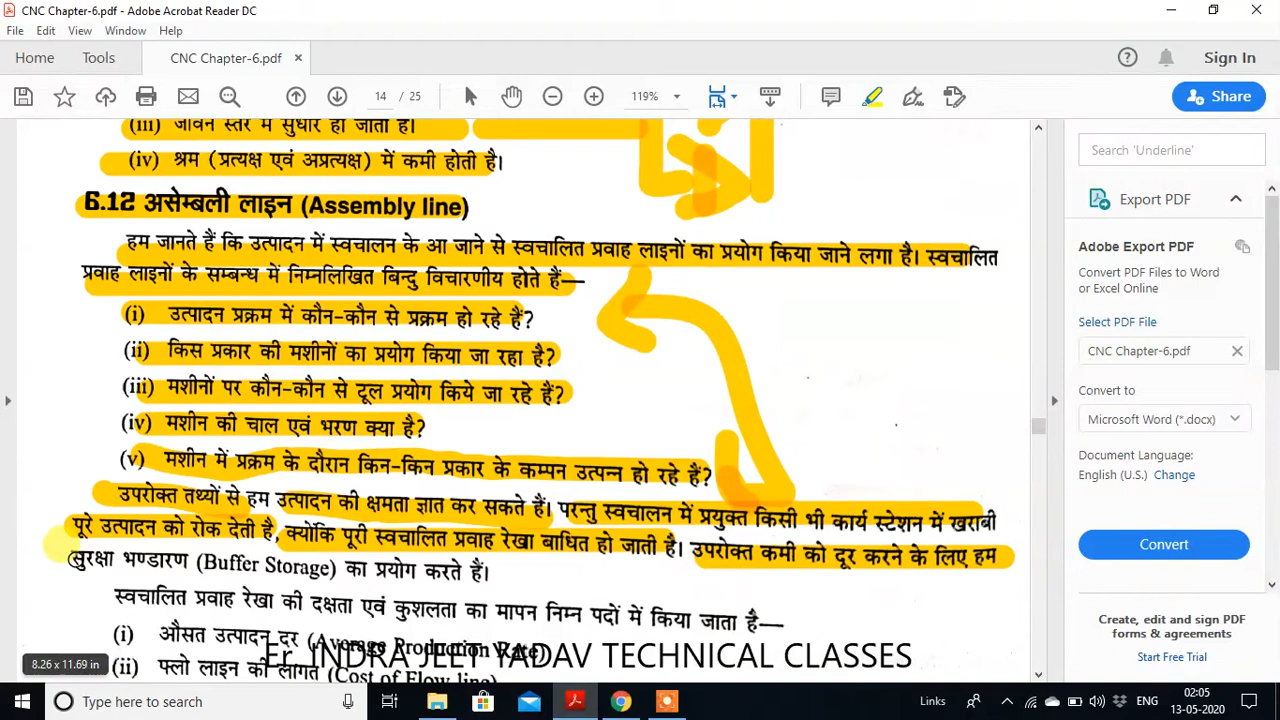 CNC Chapter-6.pdf - Adobe Acrobat Reader DC
File Edit View Window Help
Home Tools CNC Chapter-6.pdf × Sign In
14 / 25 119% Share
(iii) जीवन स्तर में सुधार हो जाता है।
(iv) श्रम (प्रत्यक्ष एवं अप्रत्यक्ष) में कमी होती है।
6.12 असेम्बली लाइन (Assembly line)
हम जानते हैं कि उत्पादन में स्वचालन के आ जाने से स्वचालित प्रवाह लाइनों का प्रयोग किया जाने लगा है। स्वचालित
प्रवाह लाइनों के सम्बन्ध में निम्नलिखित बिन्दु विचारणीय होते हैं—
(i) उत्पादन प्रक्रम में कौन-कौन से प्रक्रम हो रहे हैं?
(ii) किस प्रकार की मशीनों का प्रयोग किया जा रहा है?
(iii) मशीनों पर कौन-कौन से टूल प्रयोग किये जा रहे हैं?
(iv) मशीन की चाल एवं भरण क्या है?
(v) मशीन में प्रक्रम के दौरान किन-किन प्रकार के कम्पन उत्पन्न हो रहे हैं?
उपरोक्त तथ्यों से हम उत्पादन की क्षमता ज्ञात कर सकते हैं। परन्तु स्वचालन में प्रयुक्त किसी भी कार्य स्टेशन में खराबी
पूरे उत्पादन को रोक देती है, क्योंकि पूरी स्वचालित प्रवाह रेखा बाधित हो जाती है। उपरोक्त कमी को दूर करने के लिए हम
सुरक्षा भण्डारण (Buffer Storage) का प्रयोग करते हैं।
स्वचालित प्रवाह रेखा की दक्षता एवं कुशलता का मापन निम्न पदों में किया जाता है—
(i) औसत उत्पादन दर (Average Production Rate)
(ii) फ्लो लाइन की लागत (Cost of Flow line)
Er. INDRA JEET YADAV TECHNICAL CLASSES
8.26 x 11.69 in
Search 'Underline'
Export PDF
Adobe Export PDF
Convert PDF Files to Word
or Excel Online
Select PDF File
CNC Chapter-6.pdf ×
Convert to
Microsoft Word (*.docx)
Document Language:
English (U.S.) Change
Convert
Create, edit and sign PDF
forms & agreements
Start Free Trial
Type here to search
Links ENG 02:05
13-05-2020